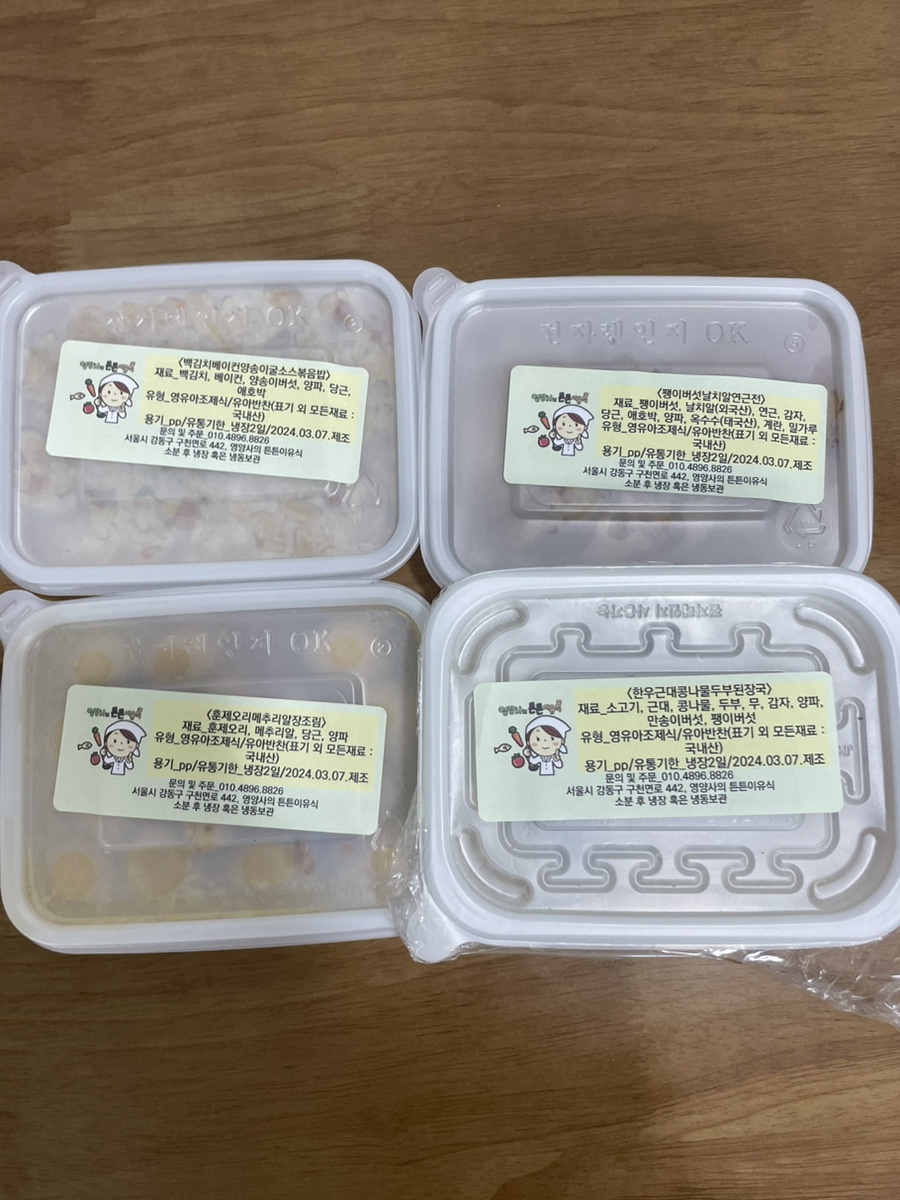 전자렌인지 OK
<백김치베이컨양송이굴소스볶음밥>
재료_백김치, 베이컨, 양송이버섯, 양파, 당근,
애호박
유형_영유아조제식/유아반찬(표기 외 모든재료 :
국내산)
용기_pp/유통기한_냉장2일/2024.03.07.제조
문의 및 주문_010.4896.8826
서울시 강동구 구천면로 442, 영양사의 튼튼이유식
소분 후 냉장 혹은 냉동보관
전자렌인지 OK
<팽이버섯날치알연근전>
재료_팽이버섯, 날치알(외국산), 연근, 감자,
당근, 애호박, 양파, 옥수수(태국산), 계란, 밀가루
유형_영유아조제식/유아반찬(표기 외 모든재료 :
국내산)
용기_pp/유통기한_냉장2일/2024.03.07.제조
문의 및 주문_010.4896.8826
서울시 강동구 구천면로 442, 영양사의 튼튼이유식
소분 후 냉장 혹은 냉동보관
OK
<훈제오리메추리알장조림>
재료_훈제오리, 메추리알, 당근, 양파
유형_영유아조제식/유아반찬(표기 외 모든재료 :
국내산)
용기_pp/유통기한_냉장2일/2024.03.07.제조
문의 및 주문_010.4896.8826
서울시 강동구 구천면로 442, 영양사의 튼튼이유식
소분 후 냉장 혹은 냉동보관
<한우근대콩나물두부된장국>
재료_소고기, 근대, 콩나물, 두부, 무, 감자, 양파,
만송이버섯, 팽이버섯
유형_영유아조제식/유아반찬(표기 외 모든재료 :
국내산)
용기_pp/유통기한_냉장2일/2024.03.07.제조
문의 및 주문_010.4896.8826
서울시 강동구 구천면로 442, 영양사의 튼튼이유식
소분 후 냉장 혹은 냉동보관